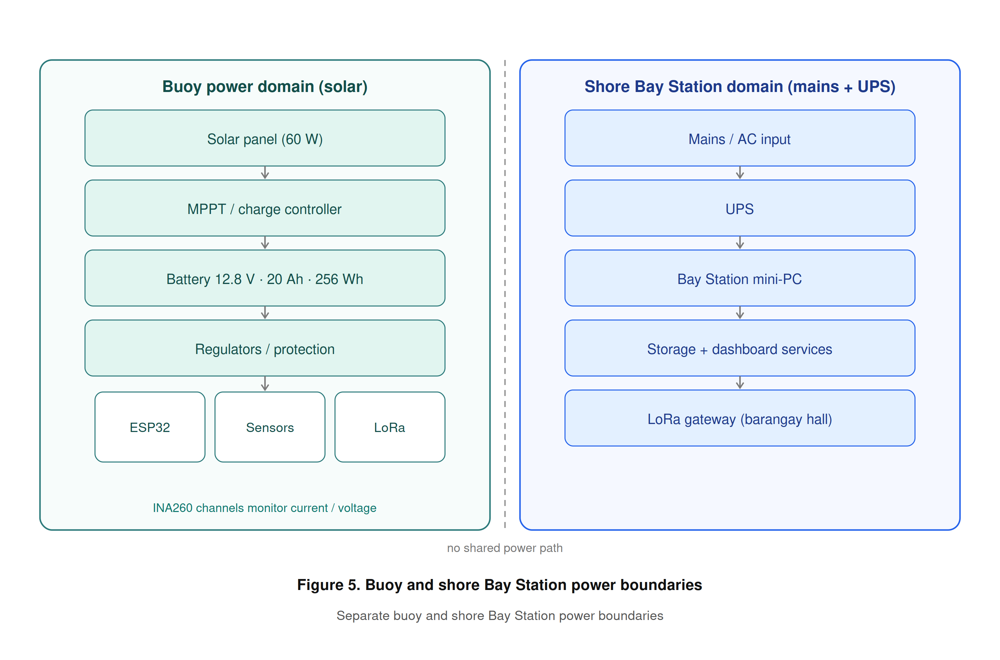 Buoy power domain (solar)
Solar panel (60 W)
MPPT / charge controller
Battery 12.8 V · 20 Ah · 256 Wh
Regulators / protection
ESP32
Sensors
LoRa
INA260 channels monitor current / voltage
Shore Bay Station domain (mains + UPS)
Mains / AC input
UPS
Bay Station mini-PC
Storage + dashboard services
LoRa gateway (barangay hall)
no shared power path
Figure 5. Buoy and shore Bay Station power boundaries
Separate buoy and shore Bay Station power boundaries